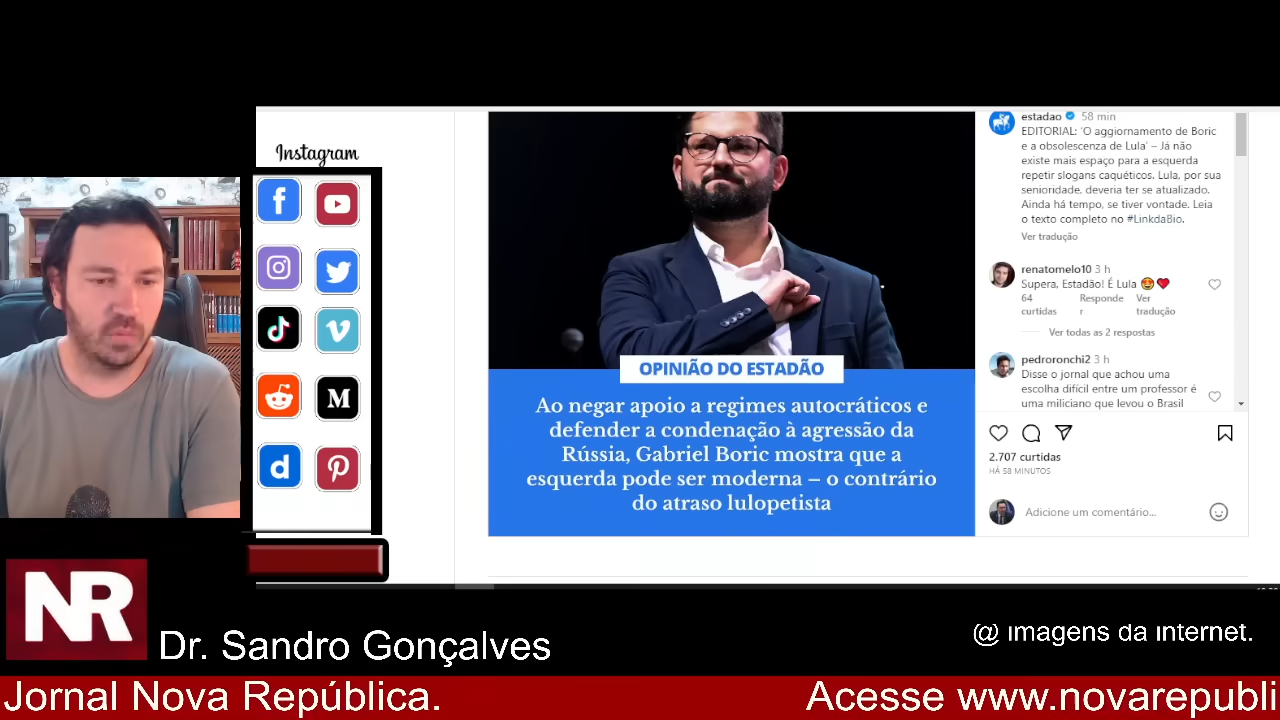 Instagram
f
d
M
OPINIÃO DO ESTADÃO
Ao negar apoio a regimes autocráticos e
defender a condenação à agressão da
Rússia, Gabriel Boric mostra que a
esquerda pode ser moderna – o contrário
do atraso lulopetista
estadao 58 min
EDITORIAL: 'O aggiornamento de Boric
e a obsolescenza de Lula' – Já não
existe mais espaço para a esquerda
repetir slogans caquéticos. Lula, por sua
senioridade, deveria ter se atualizado.
Ainda há tempo, se tiver vontade. Leia
o texto completo no #LinkdaBio.
Ver tradução
renatomelo10 3 h
Supera, Estadão! É Lula
64 Responde Ver
curtidas r tradução
Ver todas as 2 respostas
pedroronchi2 3 h
Disse o jornal que achou uma
escolha difícil entre um professor é
uma miliciano que levou o Brasil
2.707 curtidas
HÁ 58 MINUTOS
Adicione um comentário...
NR
Dr. Sandro Gonçalves
@ imagens da internet.
Jornal Nova República.
Acesse www.novarepubli